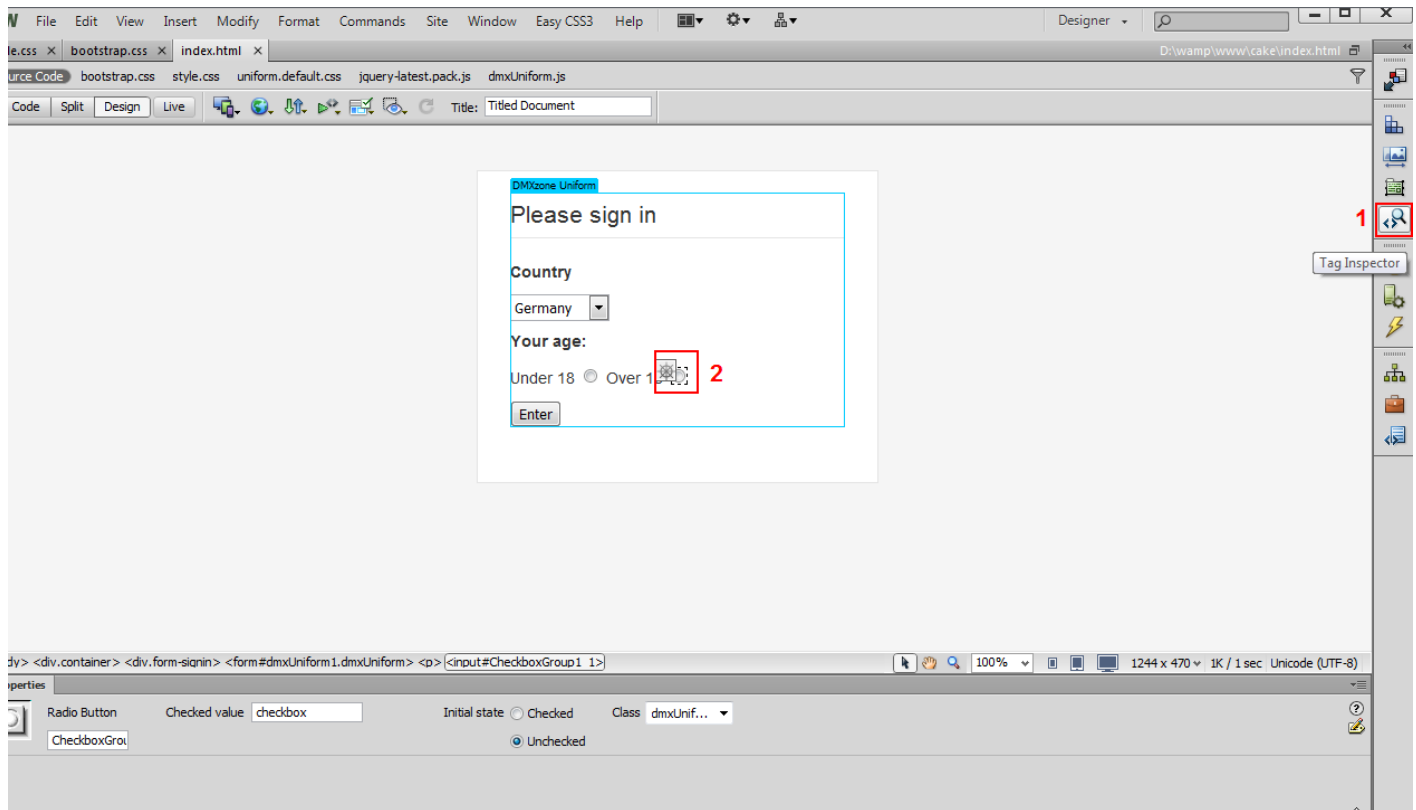 W File Edit View Insert Modify Format Commands Site Window Easy CSS3 Help Designer
le.css × bootstrap.css × index.html × D:\wamp\www\cake\index.html
urce Code bootstrap.css style.css uniform.default.css jquery-latest.pack.js dmxUniform.js
Code Split Design Live Title: Titled Document
DMXzone Uniform
Please sign in
1
Tag Inspector
Country
Germany
Your age:
Under 18 Over 1 2
Enter
dy> <div.container> <div.form-signin> <form#dmxUniform1.dmxUniform> <p> <input#CheckboxGroup1 1> 100% 1244 x 470 1K / 1 sec Unicode (UTF-8)
operties
Radio Button Checked value checkbox Initial state Checked Class dmxUnif...
CheckboxGrou Unchecked